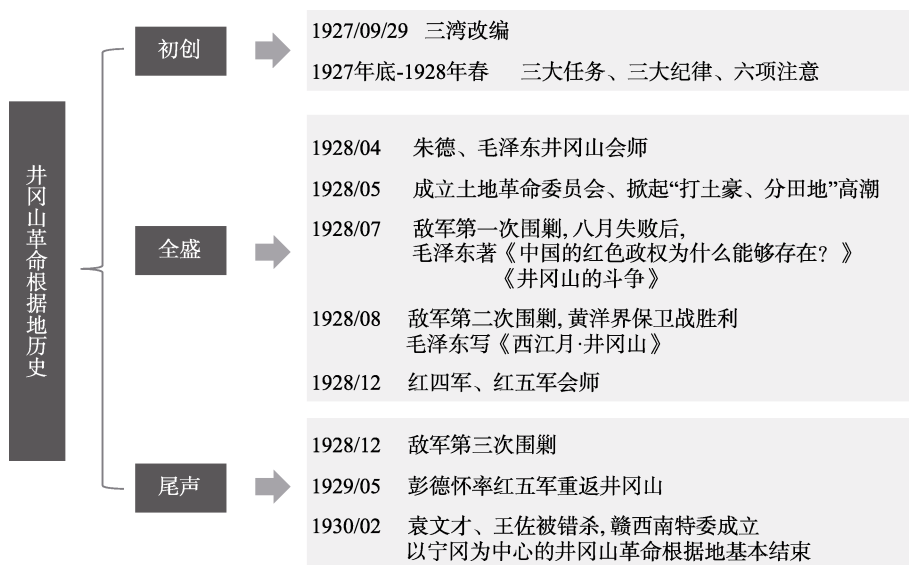 井冈山革命根据地历史
初创
1927/09/29 三湾改编
1927年底-1928年春 三大任务、三大纪律、六项注意
全盛
1928/04 朱德、毛泽东井冈山会师
1928/05 成立土地革命委员会、掀起“打土豪、分田地”高潮
1928/07 敌军第一次围剿, 八月失败后,
毛泽东著《中国的红色政权为什么能够存在？》
《井冈山的斗争》
1928/08 敌军第二次围剿, 黄洋界保卫战胜利
毛泽东写《西江月·井冈山》
1928/12 红四军、红五军会师
尾声
1928/12 敌军第三次围剿
1929/05 彭德怀率红五军重返井冈山
1930/02 袁文才、王佐被错杀, 赣西南特委成立
以宁冈为中心的井冈山革命根据地基本结束